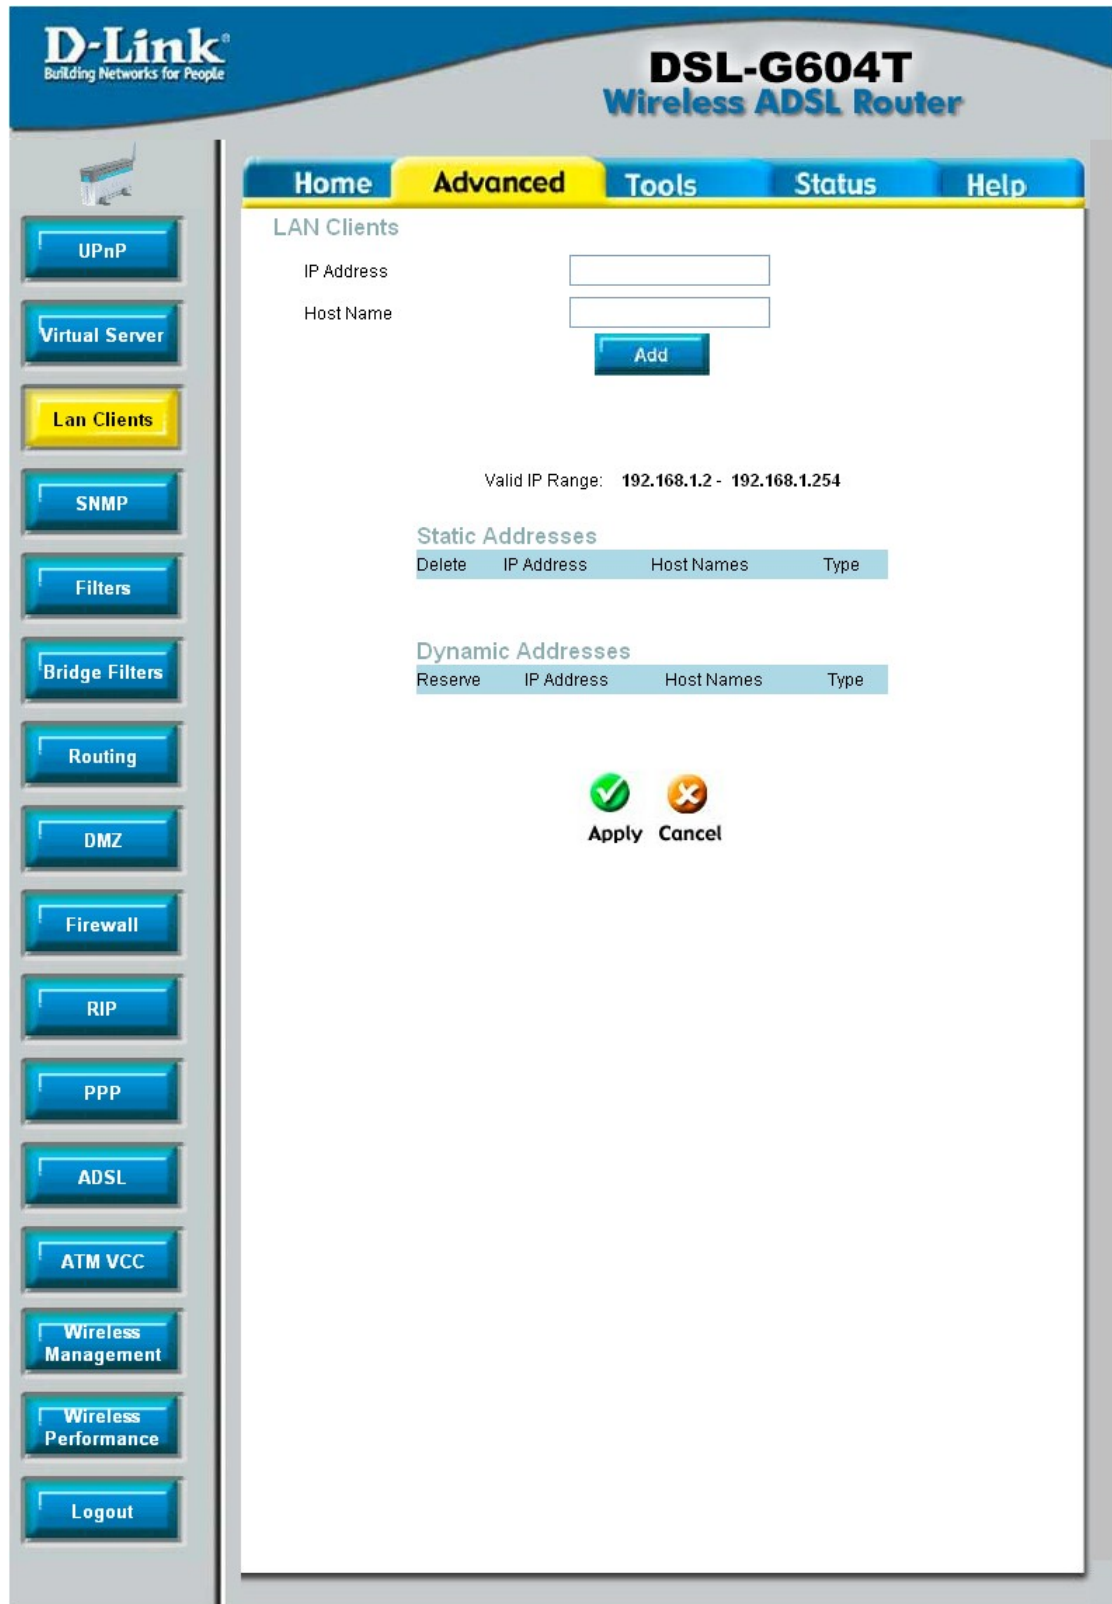 D-Link®
Building Networks for People
DSL-G604T
Wireless ADSL Router
Home Advanced Tools Status Help
UPnP
Virtual Server
Lan Clients
SNMP
Filters
Bridge Filters
Routing
DMZ
Firewall
RIP
PPP
ADSL
ATM VCC
Wireless
Management
Wireless
Performance
Logout
LAN Clients
IP Address
Host Name
Add
Valid IP Range: 192.168.1.2 - 192.168.1.254
Static Addresses
Delete IP Address Host Names Type
Dynamic Addresses
Reserve IP Address Host Names Type
Apply Cancel